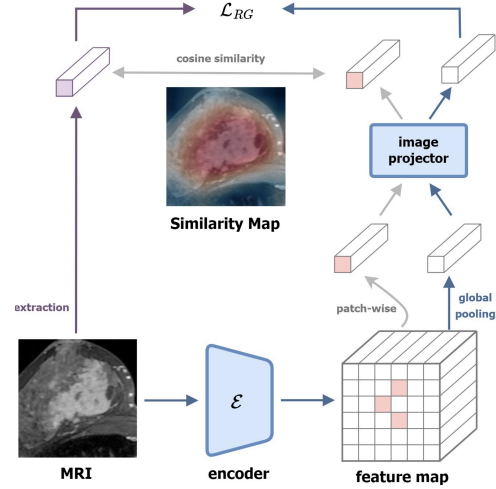 ℒ_RG
cosine similarity
image
projector
Similarity Map
extraction
patch-wise
global
pooling
ℰ
MRI
encoder
feature map